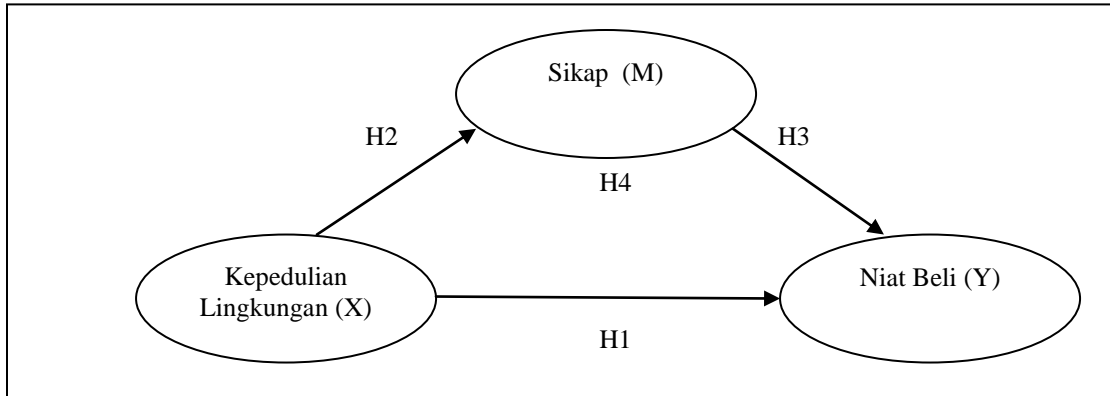 Sikap (M)
H2
H3
H4
Kepedulian
Lingkungan (X)
Niat Beli (Y)
H1